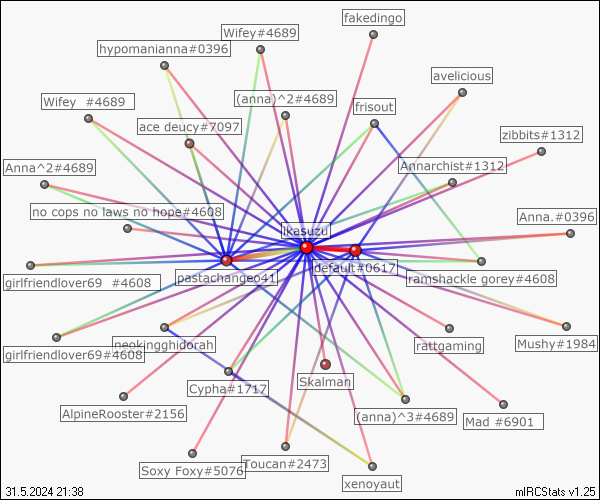 fakedingo
Wifey#4689
hypomanianna#0396
avelicious
Wifey  #4689
(anna)^2#4689
frisout
ace deucy#7097
zibbits#1312
Anna^2#4689
Annarchist#1312
no cops no laws no hope#4608
Anna.#0396
ikasuzu
default#0617
pastachange041
girlfriendlover69  #4608
ramshackle gorey#4608
neokingghidorah
rattgaming
Mushy#1984
girlfriendlover69#4608
Cypha#1717
Skalman
AlpineRooster#2156
(anna)^3#4689
Mad #6901
Soxy Foxy#5076
Toucan#2473
xenoyaut
31.5.2024 21:38
mIRCStats v1.25